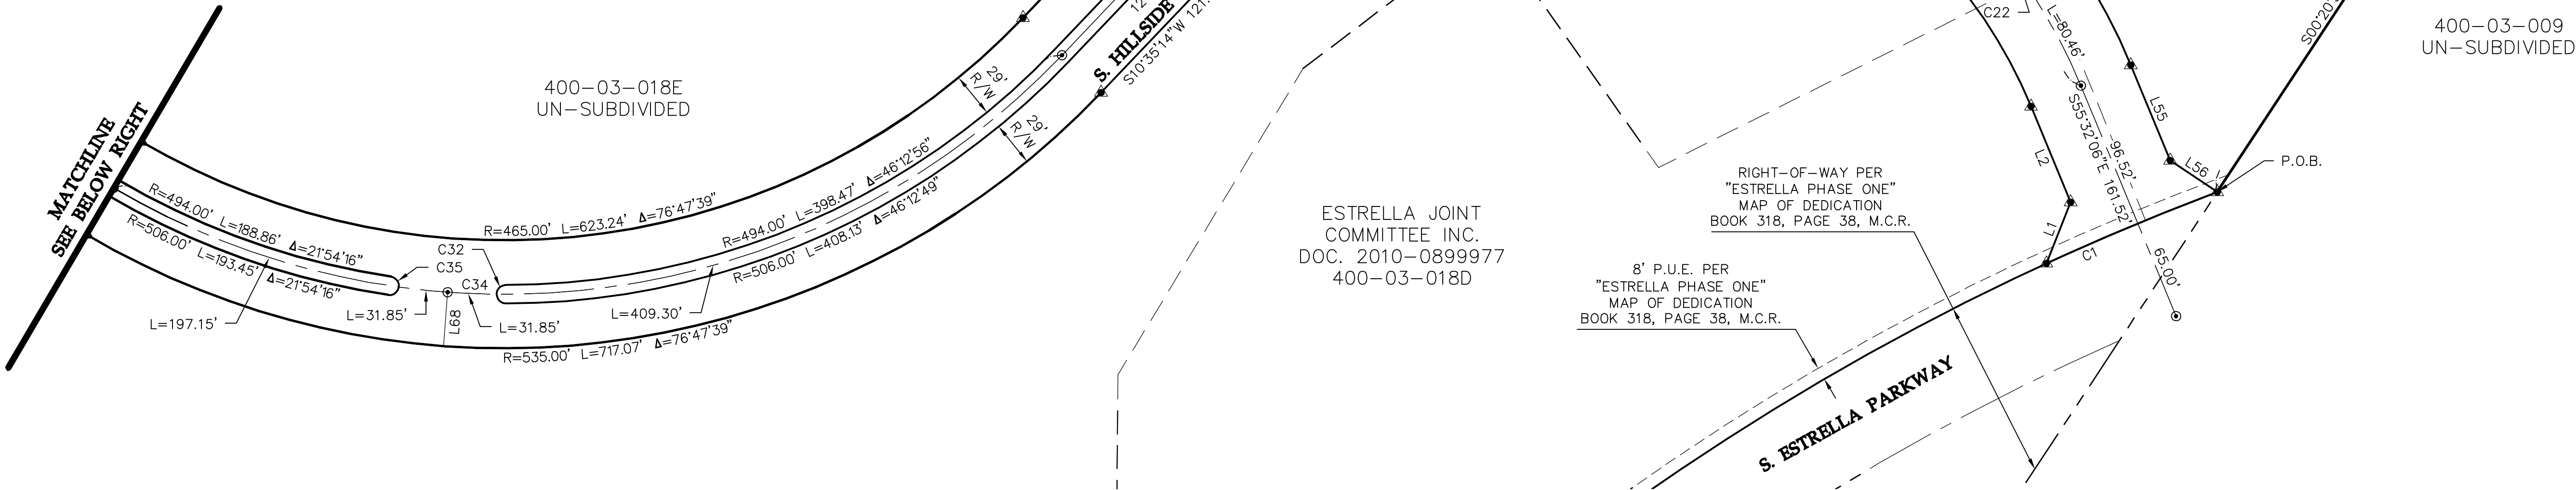 MATCHLINE
SEE BELOW RIGHT
400-03-018E
UN-SUBDIVIDED
R=494.00' L=188.86' Δ=21°54'16"
R=506.00' L=193.45' Δ=21°54'16"
L=197.15'
R=465.00' L=623.24' Δ=76°47'39"
C32
C35
C34
L=31.85'
L68
L=31.85'
R=494.00' L=398.47' Δ=46°12'56"
R=506.00' L=408.13' Δ=46°12'49"
L=409.30'
R=535.00' L=717.07' Δ=76°47'39"
29'
R/W
29'
R/W
S. HILLSIDE
S10°35'14"W 121.
12
ESTRELLA JOINT
COMMITTEE INC.
DOC. 2010-0899977
400-03-018D
RIGHT-OF-WAY PER
"ESTRELLA PHASE ONE"
MAP OF DEDICATION
BOOK 318, PAGE 38, M.C.R.
8' P.U.E. PER
"ESTRELLA PHASE ONE"
MAP OF DEDICATION
BOOK 318, PAGE 38, M.C.R.
S. ESTRELLA PARKWAY
C22
L=80.46'
S55°32'06"E 161.52'
96.52'
65.00'
L2
L1
C1
L55
L56
P.O.B.
S00°20'
400-03-009
UN-SUBDIVIDED